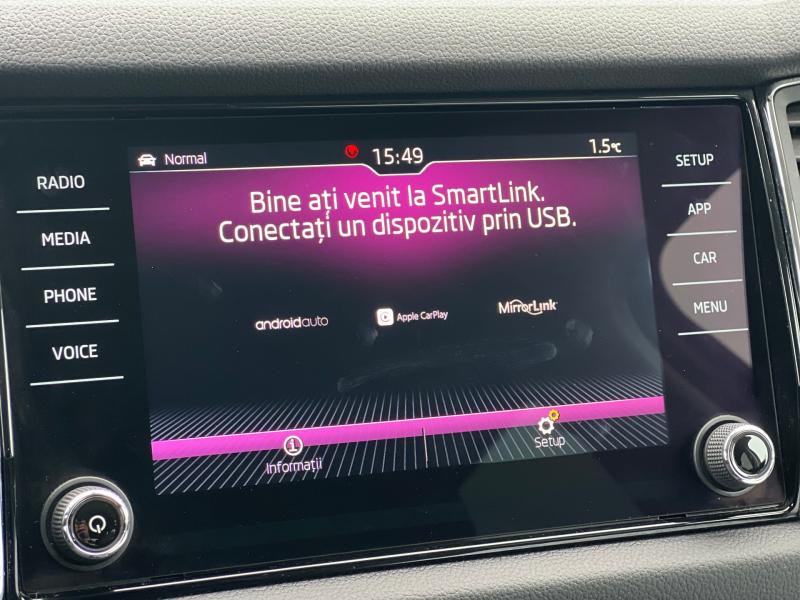 Normal
15:49
1.5°C
RADIO
MEDIA
PHONE
VOICE
Bine ați venit la SmartLink.
Conectați un dispozitiv prin USB.
androidauto
Apple CarPlay
MirrorLink
Informații
Setup
SETUP
APP
CAR
MENU